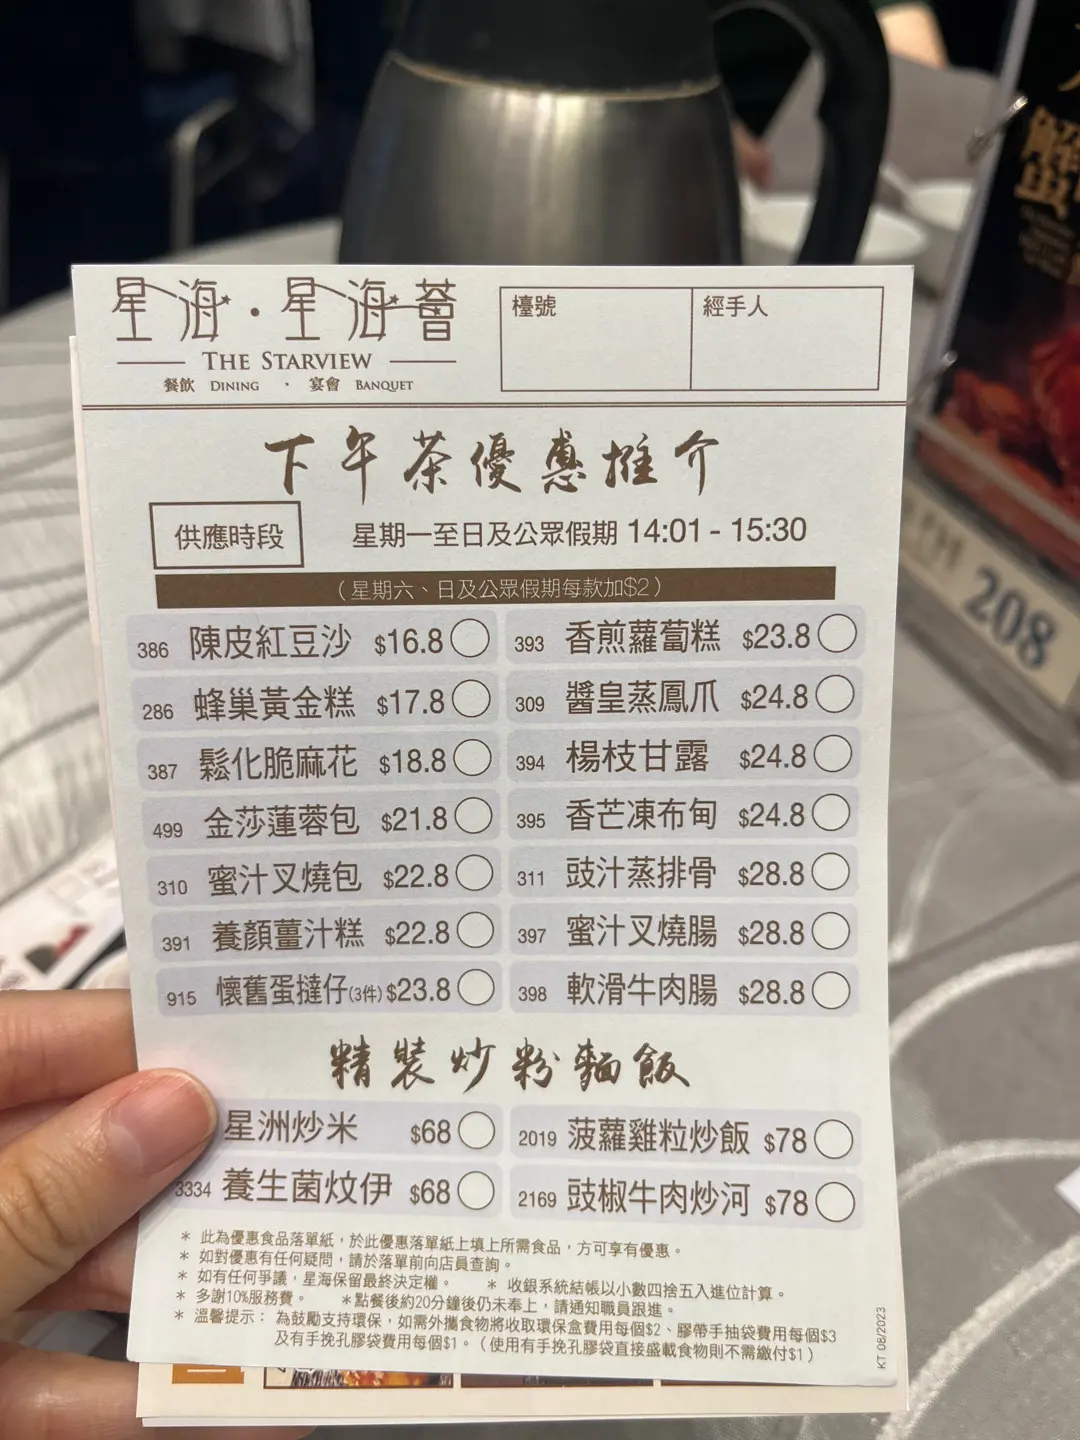 星海·星海薈
THE STARVIEW
餐飲 DINING · 宴會 BANQUET
檯號
經手人
下午茶優惠推介
供應時段
星期一至日及公眾假期 14:01 - 15:30
(星期六、日及公眾假期每款加$2)
386 陳皮紅豆沙 $16.8
393 香煎蘿蔔糕 $23.8
286 蜂巢黃金糕 $17.8
309 醬皇蒸鳳爪 $24.8
387 鬆化脆麻花 $18.8
394 楊枝甘露 $24.8
499 金莎蓮蓉包 $21.8
395 香芒凍布甸 $24.8
310 蜜汁叉燒包 $22.8
311 豉汁蒸排骨 $28.8
391 養顏薑汁糕 $22.8
397 蜜汁叉燒腸 $28.8
915 懷舊蛋撻仔(3件) $23.8
398 軟滑牛肉腸 $28.8
精裝炒粉麵飯
星洲炒米 $68
2019 菠蘿雞粒炒飯 $78
3334 養生菌炆伊 $68
2169 豉椒牛肉炒河 $78
* 此為優惠食品落單紙，於此優惠落單紙上填上所需食品，方可享有優惠。
* 如對優惠有任何疑問，請於落單前向店員查詢。
* 如有任何爭議，星海保留最終決定權。 * 收銀系統結帳以小數四捨五入進位計算。
* 多謝10%服務費。 *點餐後約20分鐘後仍未奉上，請通知職員跟進。
* 溫馨提示： 為鼓勵支持環保，如需外攜食物將收取環保盒費用每個$2、膠帶手抽袋費用每個$3
及有手挽孔膠袋費用每個$1。（使用有手挽孔膠袋直接盛載食物則不需繳付$1）
KT 08/2023
蟹
208